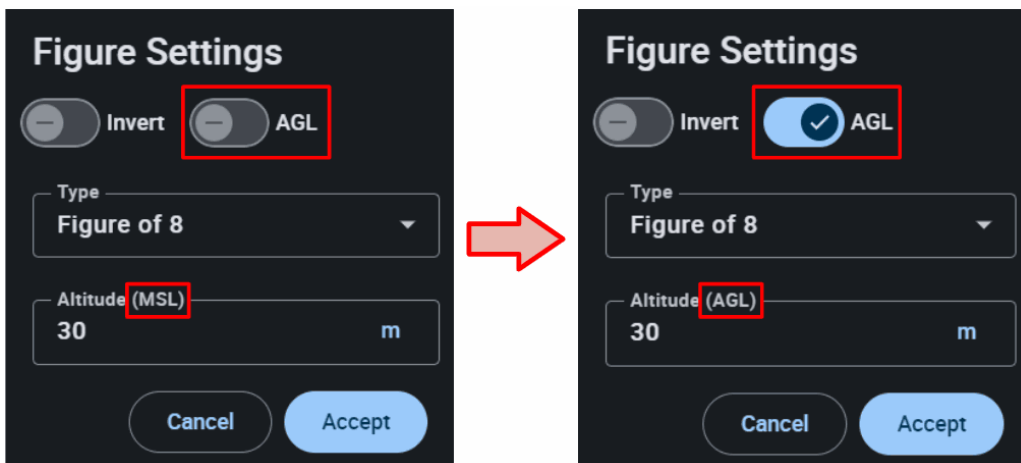 Figure Settings
Invert AGL
Type
Figure of 8
Altitude (MSL)
30 m
Cancel Accept
Figure Settings
Invert AGL
Type
Figure of 8
Altitude (AGL)
30 m
Cancel Accept